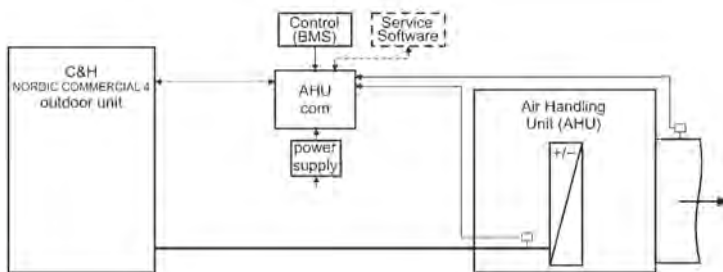 Control
(BMS)
Service
Software
C&H
NORDIC COMMERCIAL 4
outdoor unit
AHU
com
power
supply
Air Handling
Unit (AHU)
+/−